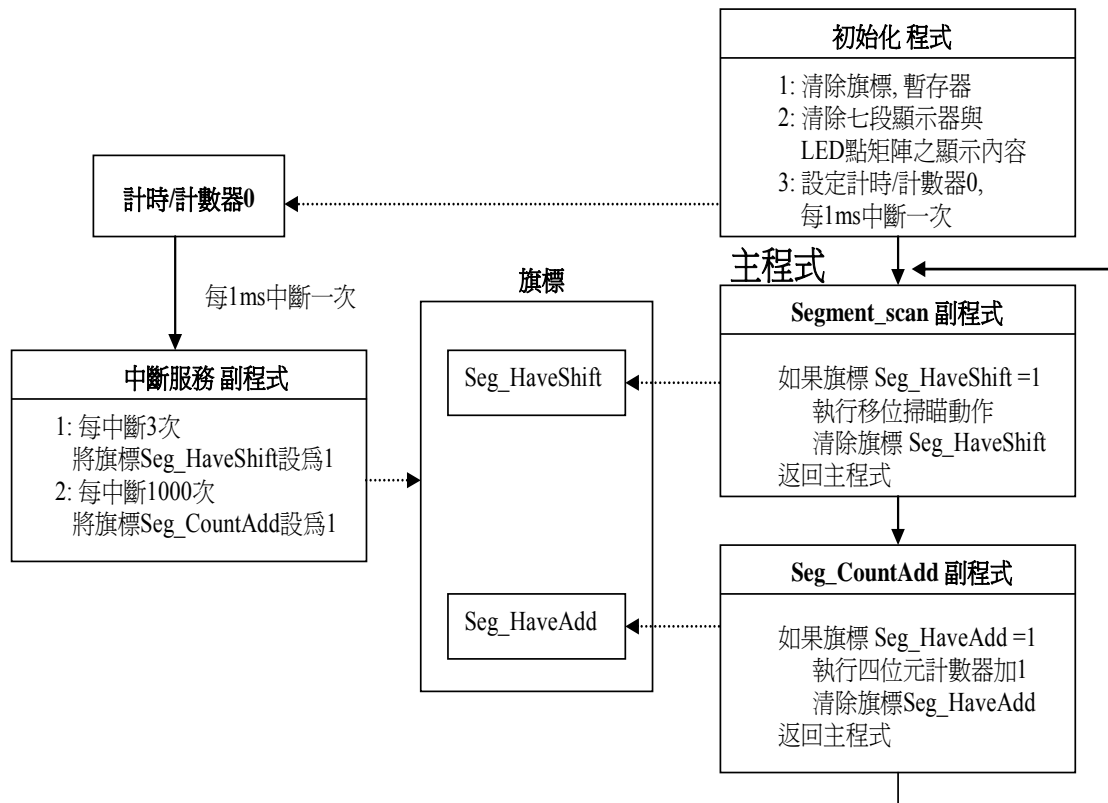 初始化 程式
1: 清除旗標, 暫存器
2: 清除七段顯示器與
LED點矩陣之顯示內容
3: 設定計時/計數器0,
每1ms中斷一次
計時/計數器0
每1ms中斷一次
中斷服務 副程式
1: 每中斷3次
將旗標Seg_HaveShift設爲1
2: 每中斷1000次
將旗標Seg_CountAdd設爲1
旗標
Seg_HaveShift
Seg_HaveAdd
主程式
Segment_scan 副程式
如果旗標 Seg_HaveShift =1
執行移位掃瞄動作
清除旗標 Seg_HaveShift
返回主程式
Seg_CountAdd 副程式
如果旗標 Seg_HaveAdd =1
執行四位元計數器加1
清除旗標Seg_HaveAdd
返回主程式